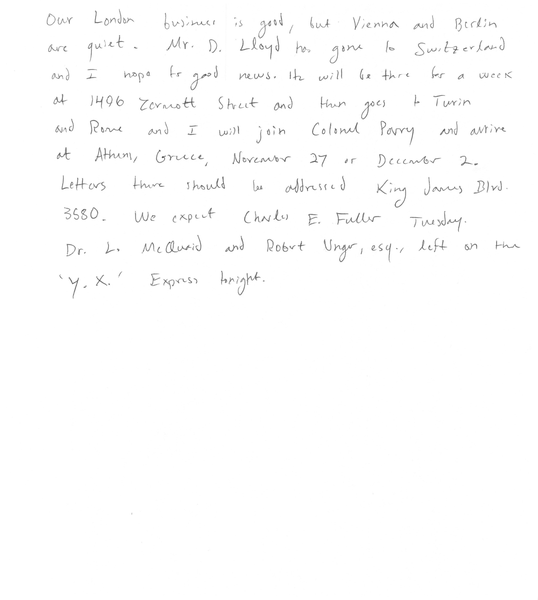 Our London business is good, but Vienna and Berlin
are quiet. Mr. D. Lloyd has gone to Switzerland
and I hope for good news. He will be there for a week
at 1496 Zermott Street and then goes to Turin
and Rome and I will join Colonel Parry and arrive
at Athens, Greece, November 27 or December 2.
Letters there should be addressed King James Blvd.
3580. We expect Charles E. Fuller Tuesday.
Dr. L. McQuaid and Robert Unger, esq., left on the
'Y.X.' Express tonight.